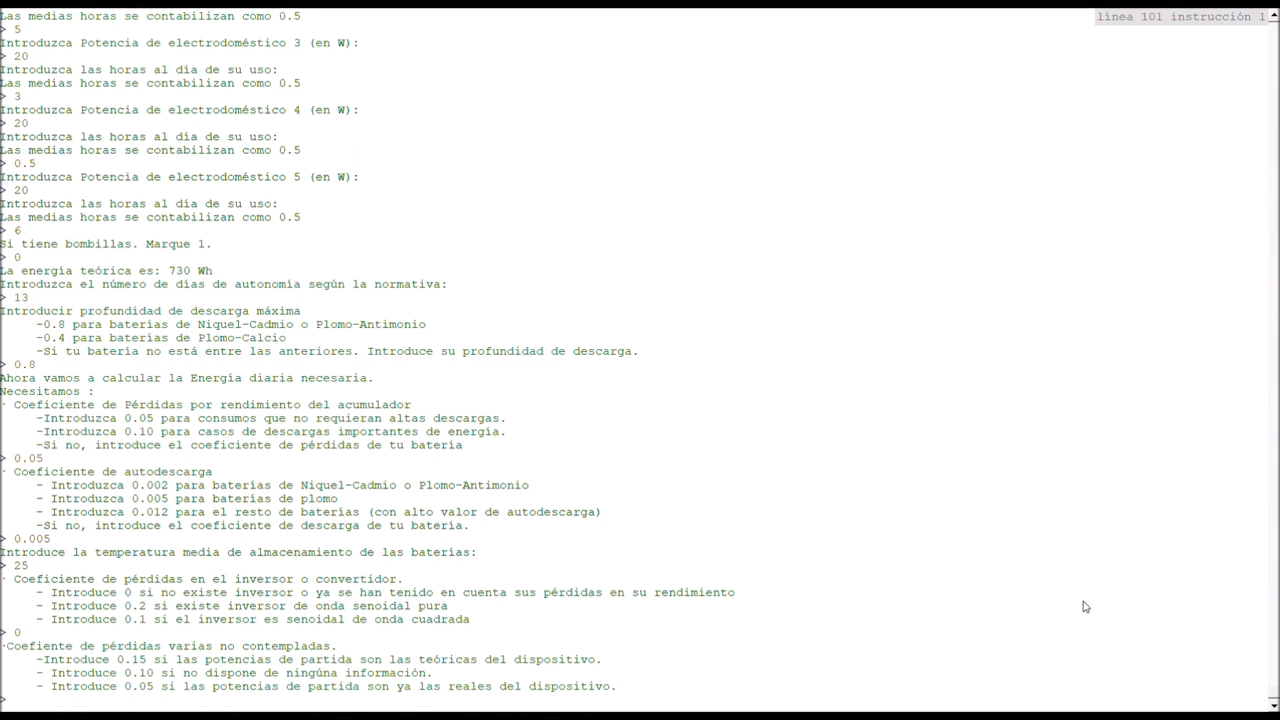 Las medias horas se contabilizan como 0.5
línea 101 instrucción 1
> 5
Introduzca Potencia de electrodoméstico 3 (en W):
> 20
Introduzca las horas al día de su uso:
Las medias horas se contabilizan como 0.5
> 3
Introduzca Potencia de electrodoméstico 4 (en W):
> 20
Introduzca las horas al día de su uso:
Las medias horas se contabilizan como 0.5
> 0.5
Introduzca Potencia de electrodoméstico 5 (en W):
> 20
Introduzca las horas al día de su uso:
Las medias horas se contabilizan como 0.5
> 6
Si tiene bombillas. Marque 1.
> 0
La energía teórica es: 730 Wh
Introduzca el número de días de autonomía según la normativa:
> 13
Introducir profundidad de descarga máxima
-0.8 para baterías de Niquel-Cadmio o Plomo-Antimonio
-0.4 para baterías de Plomo-Calcio
-Si tu batería no está entre las anteriores. Introduce su profundidad de descarga.
> 0.8
Ahora vamos a calcular la Energía diaria necesaria.
Necesitamos :
· Coeficiente de Pérdidas por rendimiento del acumulador
-Introduzca 0.05 para consumos que no requieran altas descargas.
-Introduzca 0.10 para casos de descargas importantes de energía.
-Si no, introduce el coeficiente de pérdidas de tu batería
> 0.05
· Coeficiente de autodescarga
- Introduzca 0.002 para baterías de Niquel-Cadmio o Plomo-Antimonio
- Introduzca 0.005 para baterías de plomo
- Introduzca 0.012 para el resto de baterías (con alto valor de autodescarga)
-Si no, introduce el coeficiente de descarga de tu batería.
> 0.005
Introduce la temperatura media de almacenamiento de las baterías:
> 25
· Coeficiente de pérdidas en el inversor o convertidor.
- Introduce 0 si no existe inversor o ya se han tenido en cuenta sus pérdidas en su rendimiento
- Introduce 0.2 si existe inversor de onda senoidal pura
- Introduce 0.1 si el inversor es senoidal de onda cuadrada
> 0
·Coefiente de pérdidas varias no contempladas.
-Introduce 0.15 si las potencias de partida son las teóricas del dispositivo.
- Introduce 0.10 si no dispone de ningúna información.
- Introduce 0.05 si las potencias de partida son ya las reales del dispositivo.
>